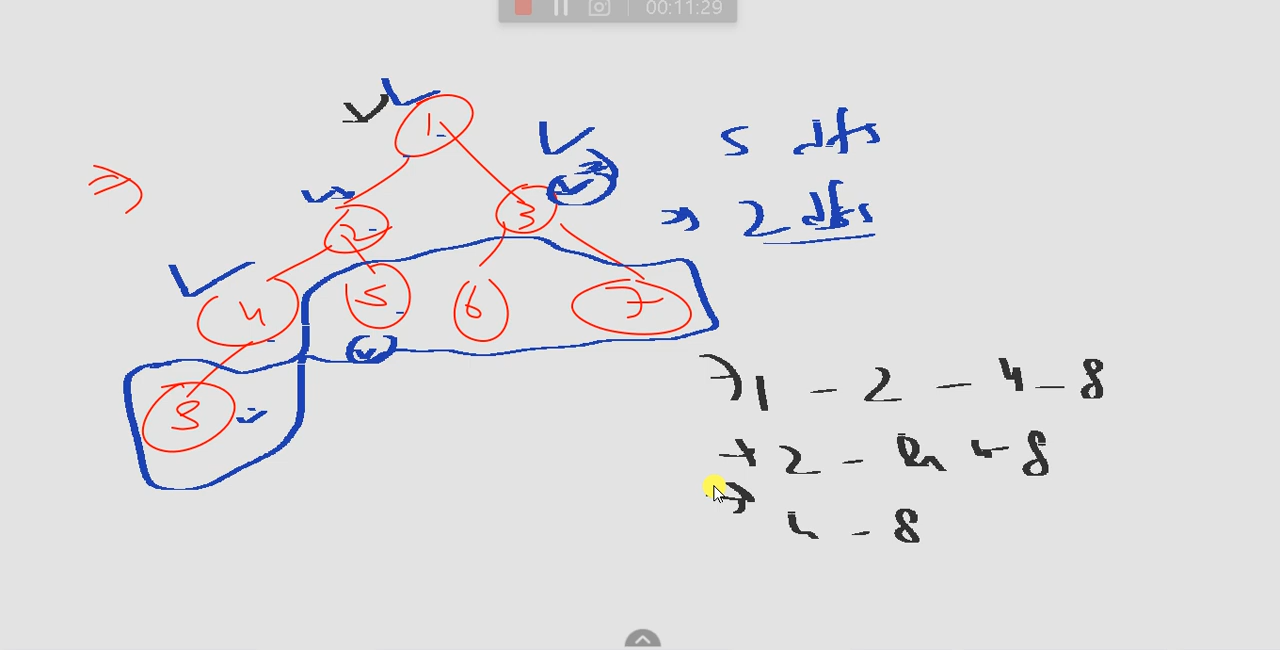 00:11:29
1
2
3
4
5
6
7
8
5 dfs
=> 2 dfs
→ 1 - 2 - 4 - 8
→ 2 - 4 - 8
→ 4 - 8